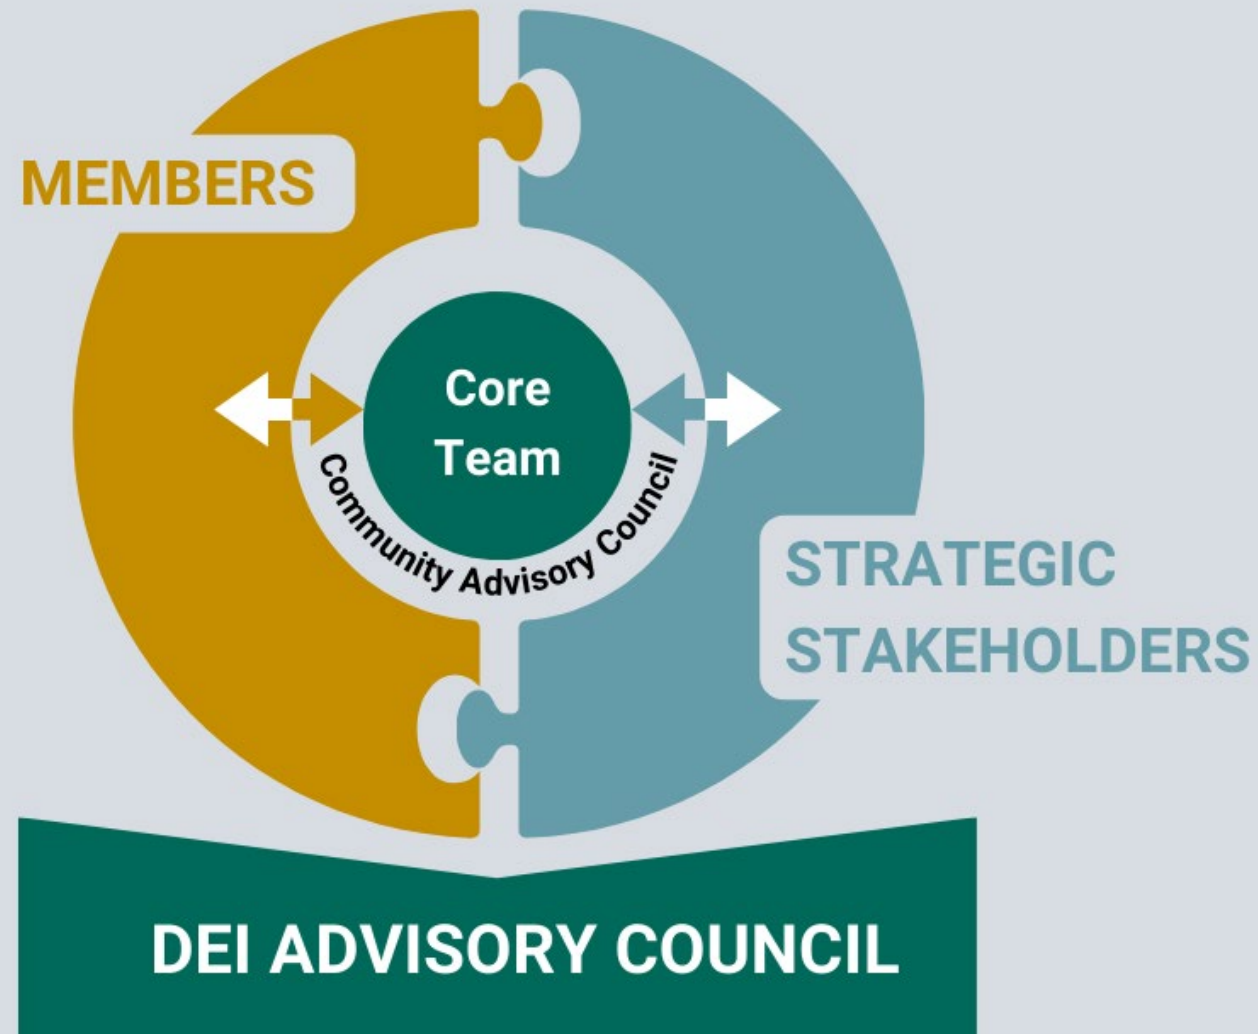 MEMBERS
Core
Team
Community Advisory Council
STRATEGIC
STAKEHOLDERS
DEI ADVISORY COUNCIL